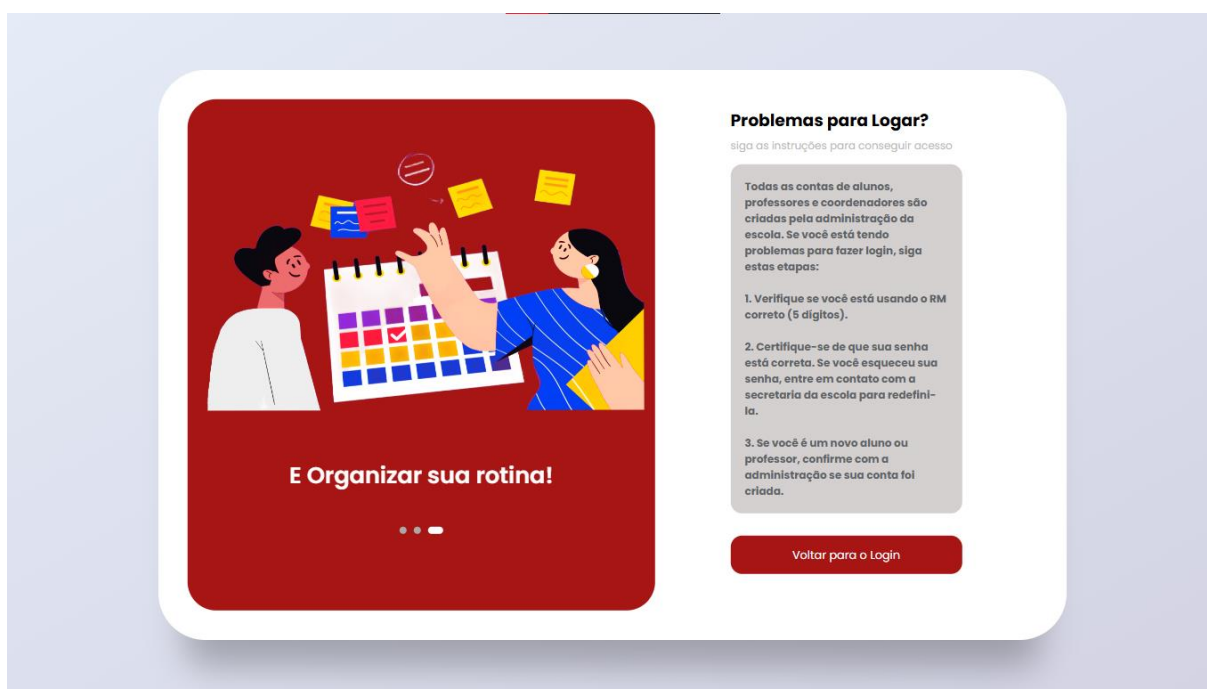 E Organizar sua rotina!
Problemas para Logar?
siga as instruções para conseguir acesso
Todas as contas de alunos,
professores e coordenadores são
criadas pela administração da
escola. Se você está tendo
problemas para fazer login, siga
estas etapas:
1. Verifique se você está usando o RM
correto (5 dígitos).
2. Certifique-se de que sua senha
está correta. Se você esqueceu sua
senha, entre em contato com a
secretaria da escola para redefini-
la.
3. Se você é um novo aluno ou
professor, confirme com a
administração se sua conta foi
criada.
Voltar para o Login